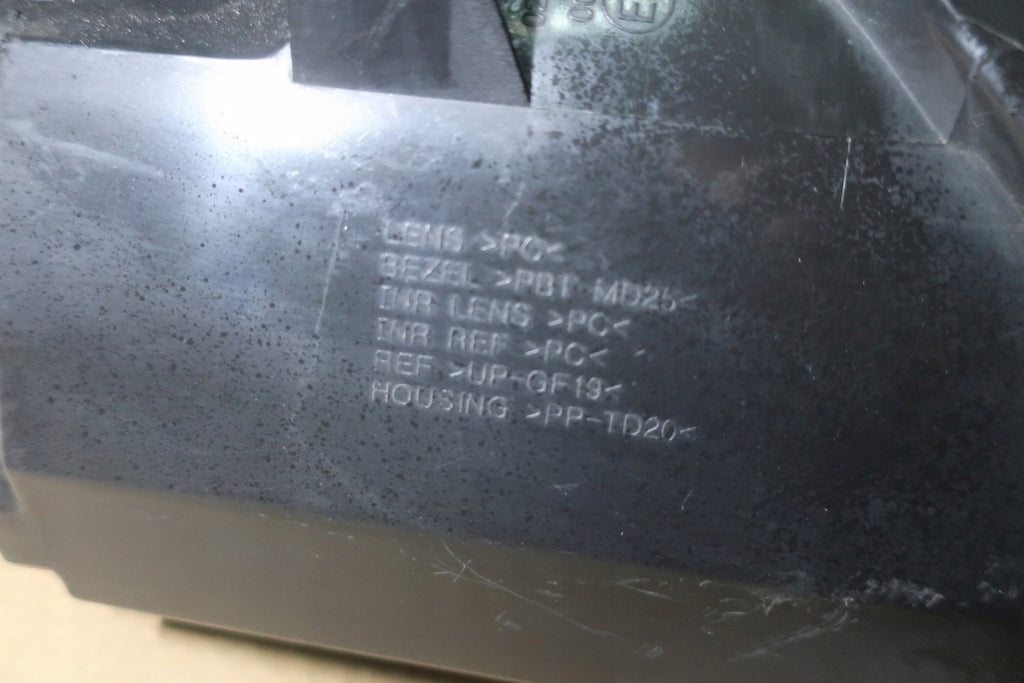 E
LENS >PC<
BEZEL >PBT MD25<
INR LENS >PC<
INR REF >PC<
REF >UP-GF19<
HOUSING >PP-TD20<